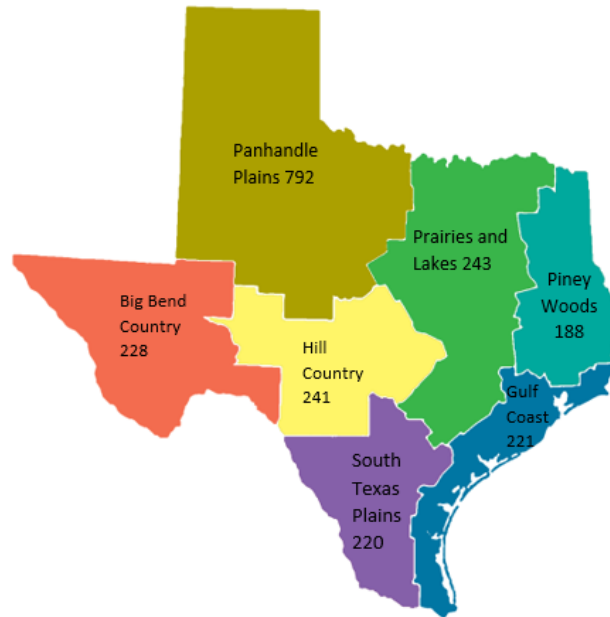 Panhandle
Plains 792
Prairies and
Lakes 243
Piney
Woods
188
Big Bend
Country
228
Hill
Country
241
Gulf
Coast
221
South
Texas
Plains
220